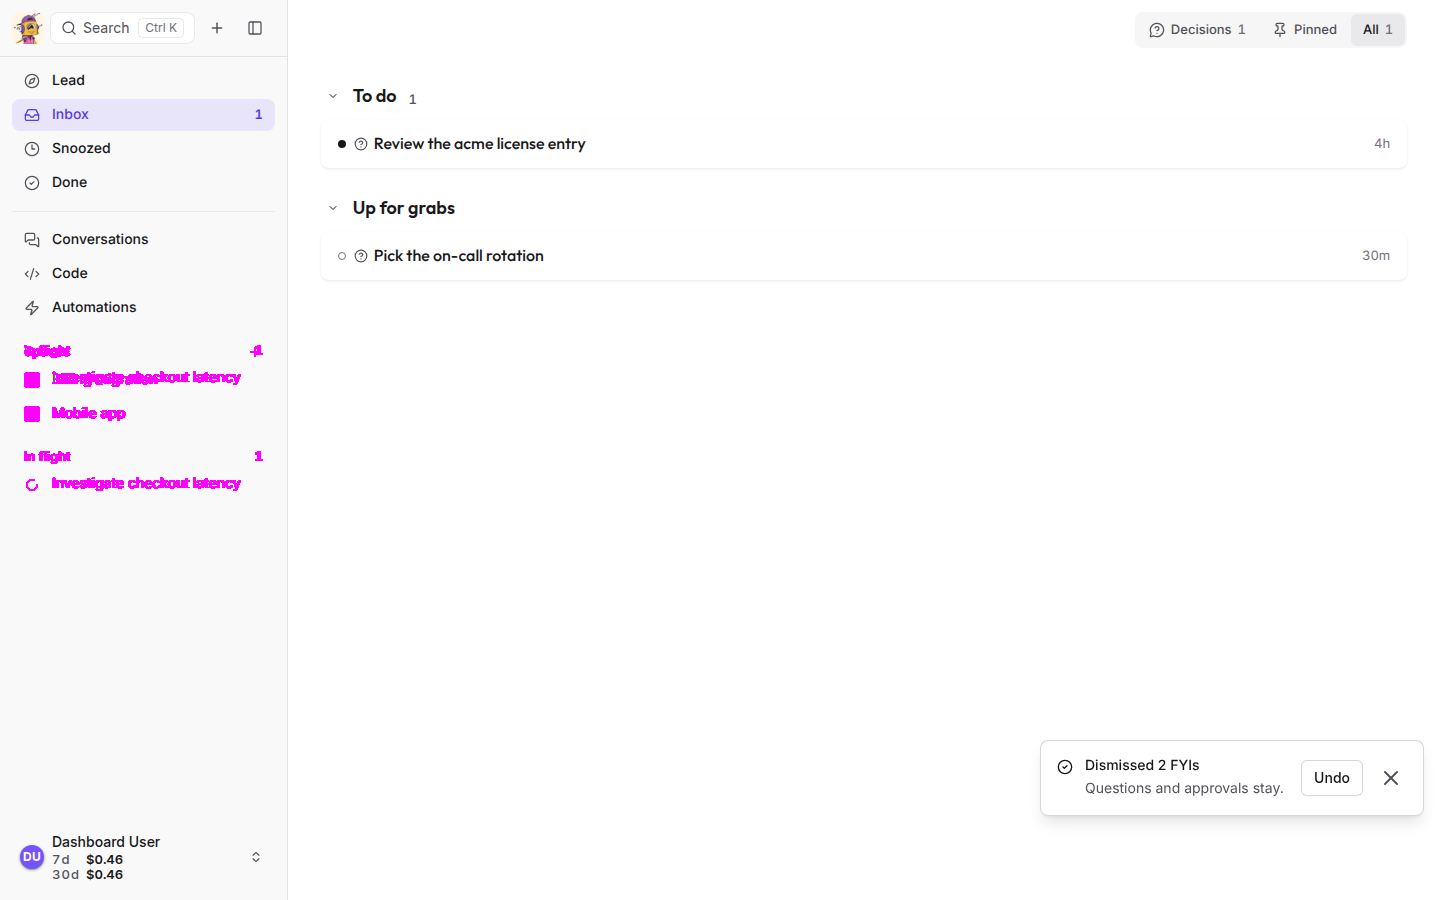 Search Ctrl K
Lead
Inbox 1
Snoozed
Done
Conversations
Code
Automations
Investigate checkout latency
Mobile app
In flight 1
Investigate checkout latency
Dashboard User
DU
7d $0.46
30d $0.46
Decisions 1
Pinned
All 1
To do 1
Review the acme license entry 4h
Up for grabs
Pick the on-call rotation 30m
Dismissed 2 FYIs
Questions and approvals stay.
Undo